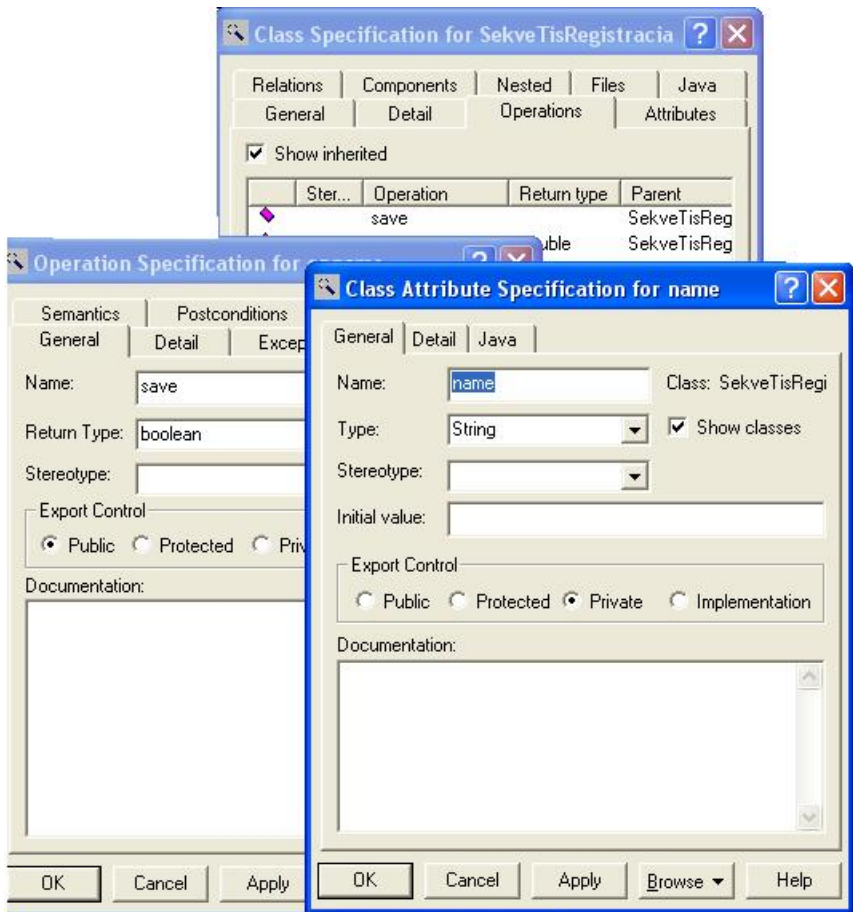 Class Specification for SekveTisRegistracia
Relations Components Nested Files Java
General Detail Operations Attributes
Show inherited
Ster... Operation Return type Parent
save SekveTisReg
SekveTisReg
Operation Specification for
Semantics Postconditions
General Detail Excep
Name: save
Return Type: boolean
Stereotype:
Export Control
Public Protected Priv
Documentation:
OK Cancel Apply
Class Attribute Specification for name
General Detail Java
Name: name Class: SekveTisRegi
Type: String Show classes
Stereotype:
Initial value:
Export Control
Public Protected Private Implementation
Documentation:
OK Cancel Apply Browse Help